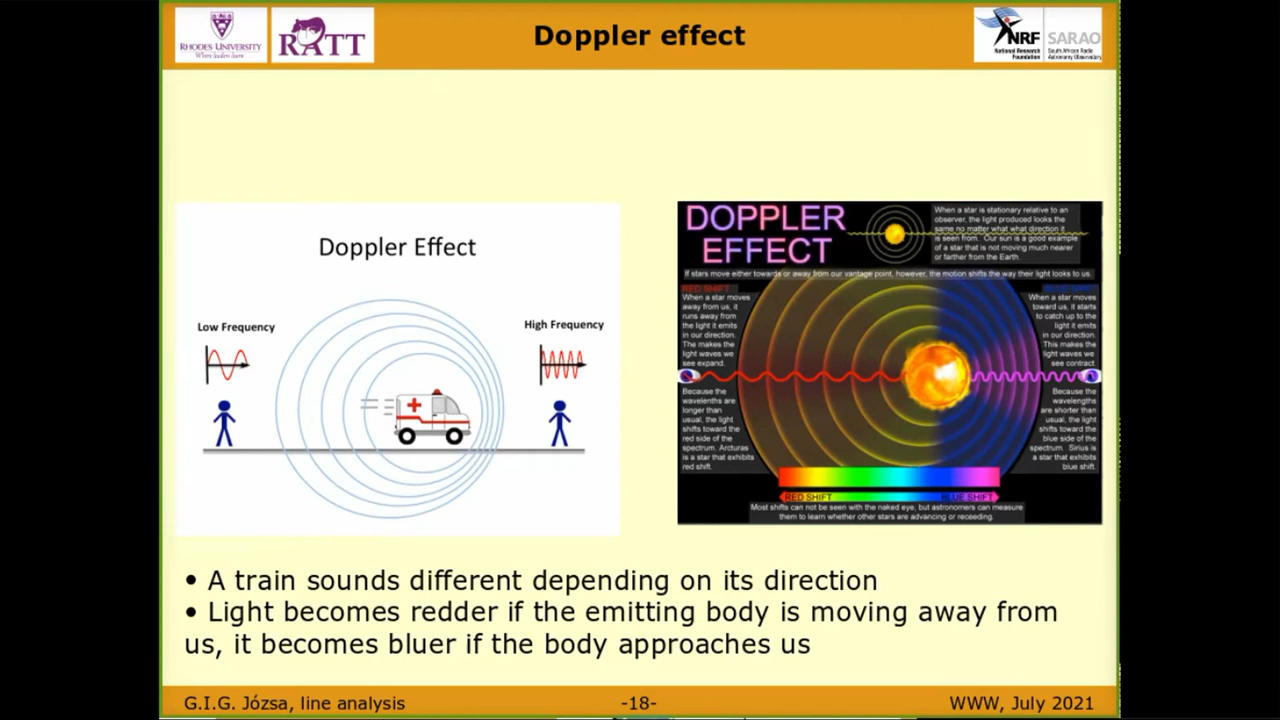 RHODES UNIVERSITY
Where leaders learn
RATT
Doppler effect
NRF
National Research
Foundation
SARAO
South African Radio
Astronomy Observatory
Doppler Effect
Low Frequency
High Frequency
DOPPLER
EFFECT
When a star is stationary relative to an
observer, the light produced looks the
same no matter what what direction it
is seen from. Our sun is a good example
of a star that is not moving much nearer
or farther from the Earth.
If stars move either towards or away from our vantage point, however, the motion shifts the way their light looks to us.
RED SHIFT
When a star moves
away from us, it
runs away from
the light it emits
in our direction.
The makes the
light waves we
see expand.
Because the
wavelenths are
longer than
usual, the light
shifts toward the
red side of the
spectrum. Arcturas
is a star that exhibits
red shift.
BLUE SHIFT
When a star moves
toward us, it starts
to catch up to the
light it emits
in our direction.
This makes the
light waves we
see contract.
Because the
wavelengths
are shorter than
usual, the light
shifts toward the
blue side of the
spectrum. Sirius is
a star that exhibits
blue shift.
RED SHIFT
BLUE SHIFT
Most shifts can not be seen with the naked eye, but astronomers can measure
them to learn whether other stars are advancing or receeding.
• A train sounds different depending on its direction
• Light becomes redder if the emitting body is moving away from
us, it becomes bluer if the body approaches us
G.I.G. Józsa, line analysis
-18-
WWW, July 2021